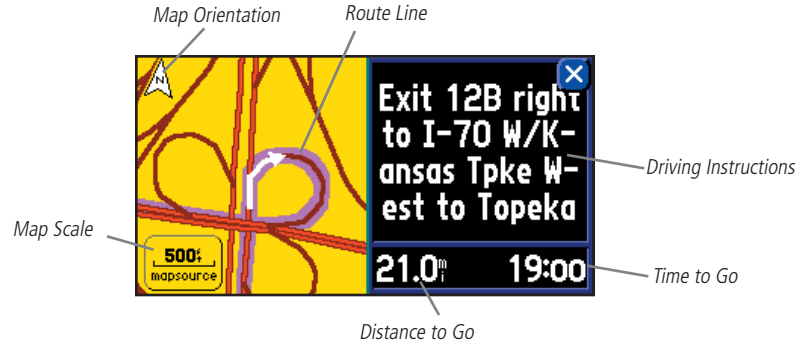 Map Orientation
Route Line
N
Exit 12B right
to I-70 W/K-
ansas Tpke W-
est to Topeka
Driving Instructions
Map Scale
500ft
mapsource
21.0mi
19:00
Time to Go
Distance to Go